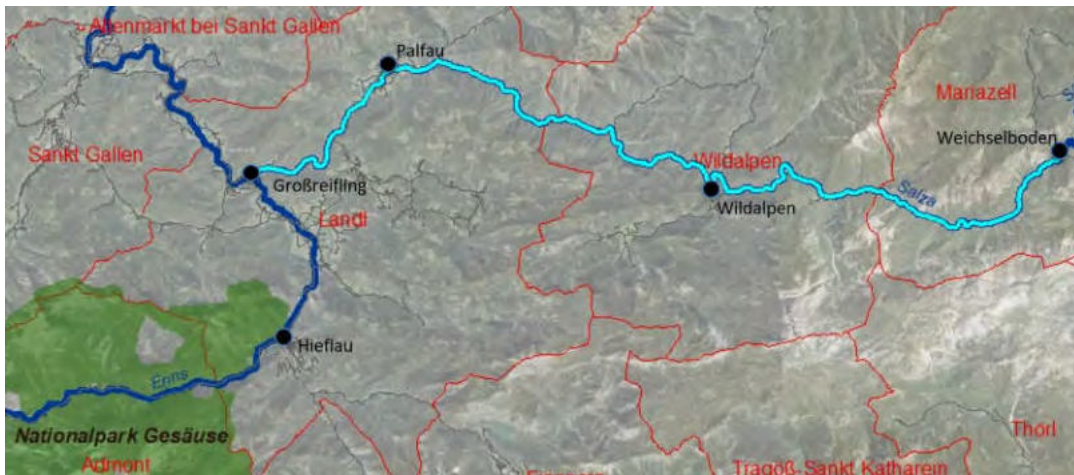 Altenmarkt bei Sankt Gallen
Palfau
Mariazell
Weichselboden
Sankt Gallen
Wildalpen
Großreifling
Salza
Wildalpen
Landl
Hieflau
Enns
Nationalpark Gesäuse
Admont
Thörl
Tragöß-Sankt Katharein